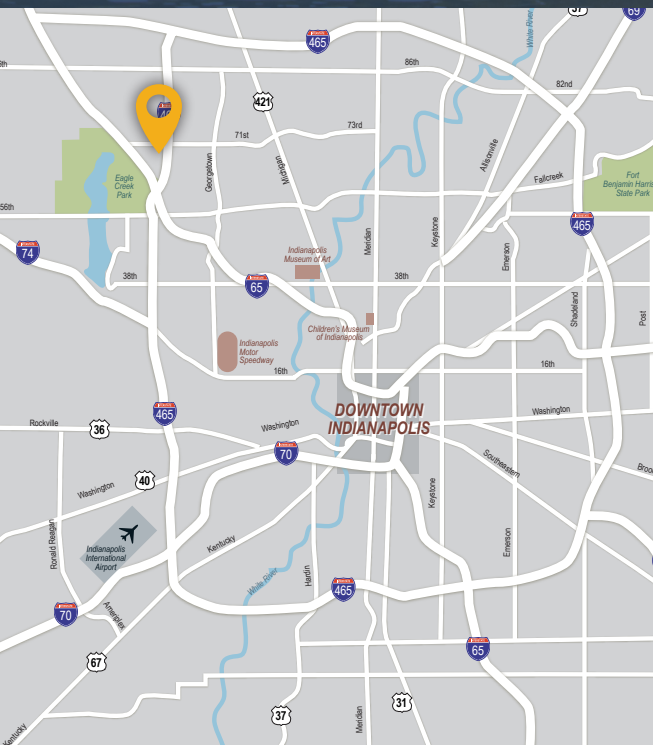 37
69
465
White River
86th
82nd
421
73rd
71st
Georgetown
Michigan
Allisonville
Eagle
Creek
Park
Fallcreek
Fort
Benjamin Harris
State Park
56th
Meridian
Keystone
465
Emerson
74
Indianapolis
Museum of Art
38th
38th
65
Shadeland
Post
Children's Museum
of Indianapolis
Indianapolis
Motor
Speedway
16th
16th
465
DOWNTOWN
INDIANAPOLIS
Washington
Rockville
36
Washington
70
Southeastern
40
Washington
Keystone
Ronald Reagan
Indianapolis
International
Airport
Kentucky
Emerson
White River
Hardin
465
70
Ameriplex
65
67
31
37
Meridian
Kentucky